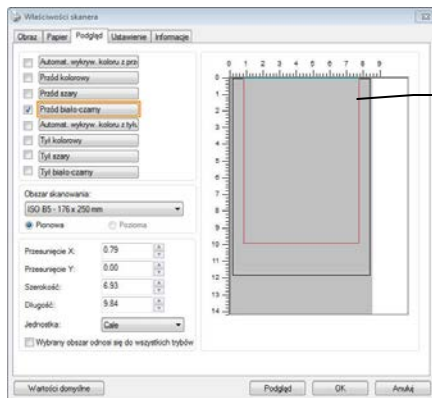 Właściwości skanera
Obraz Papier Podgląd Ustawienie Informacje
Automat. wykryw. koloru z prze
Przód kolorowy
Przód szary
Przód biało-czarny
Automat. wykryw. koloru z tyłu
Tył kolorowy
Tył szary
Tył biało-czarny
Obszar skanowania:
ISO B5 - 176 x 250 mm
Pionowa Pozioma
Przesunięcie X: 0.79
Przesunięcie Y: 0.00
Szerokość: 6.93
Długość: 9.84
Jednostka: Cale
Wybrany obszar odnosi się do wszystkich trybów
0 1 2 3 4 5 6 7 8 9
0
1
2
3
4
5
6
7
8
9
10
11
12
13
14
Wartości domyślne Podgląd OK Anuluj